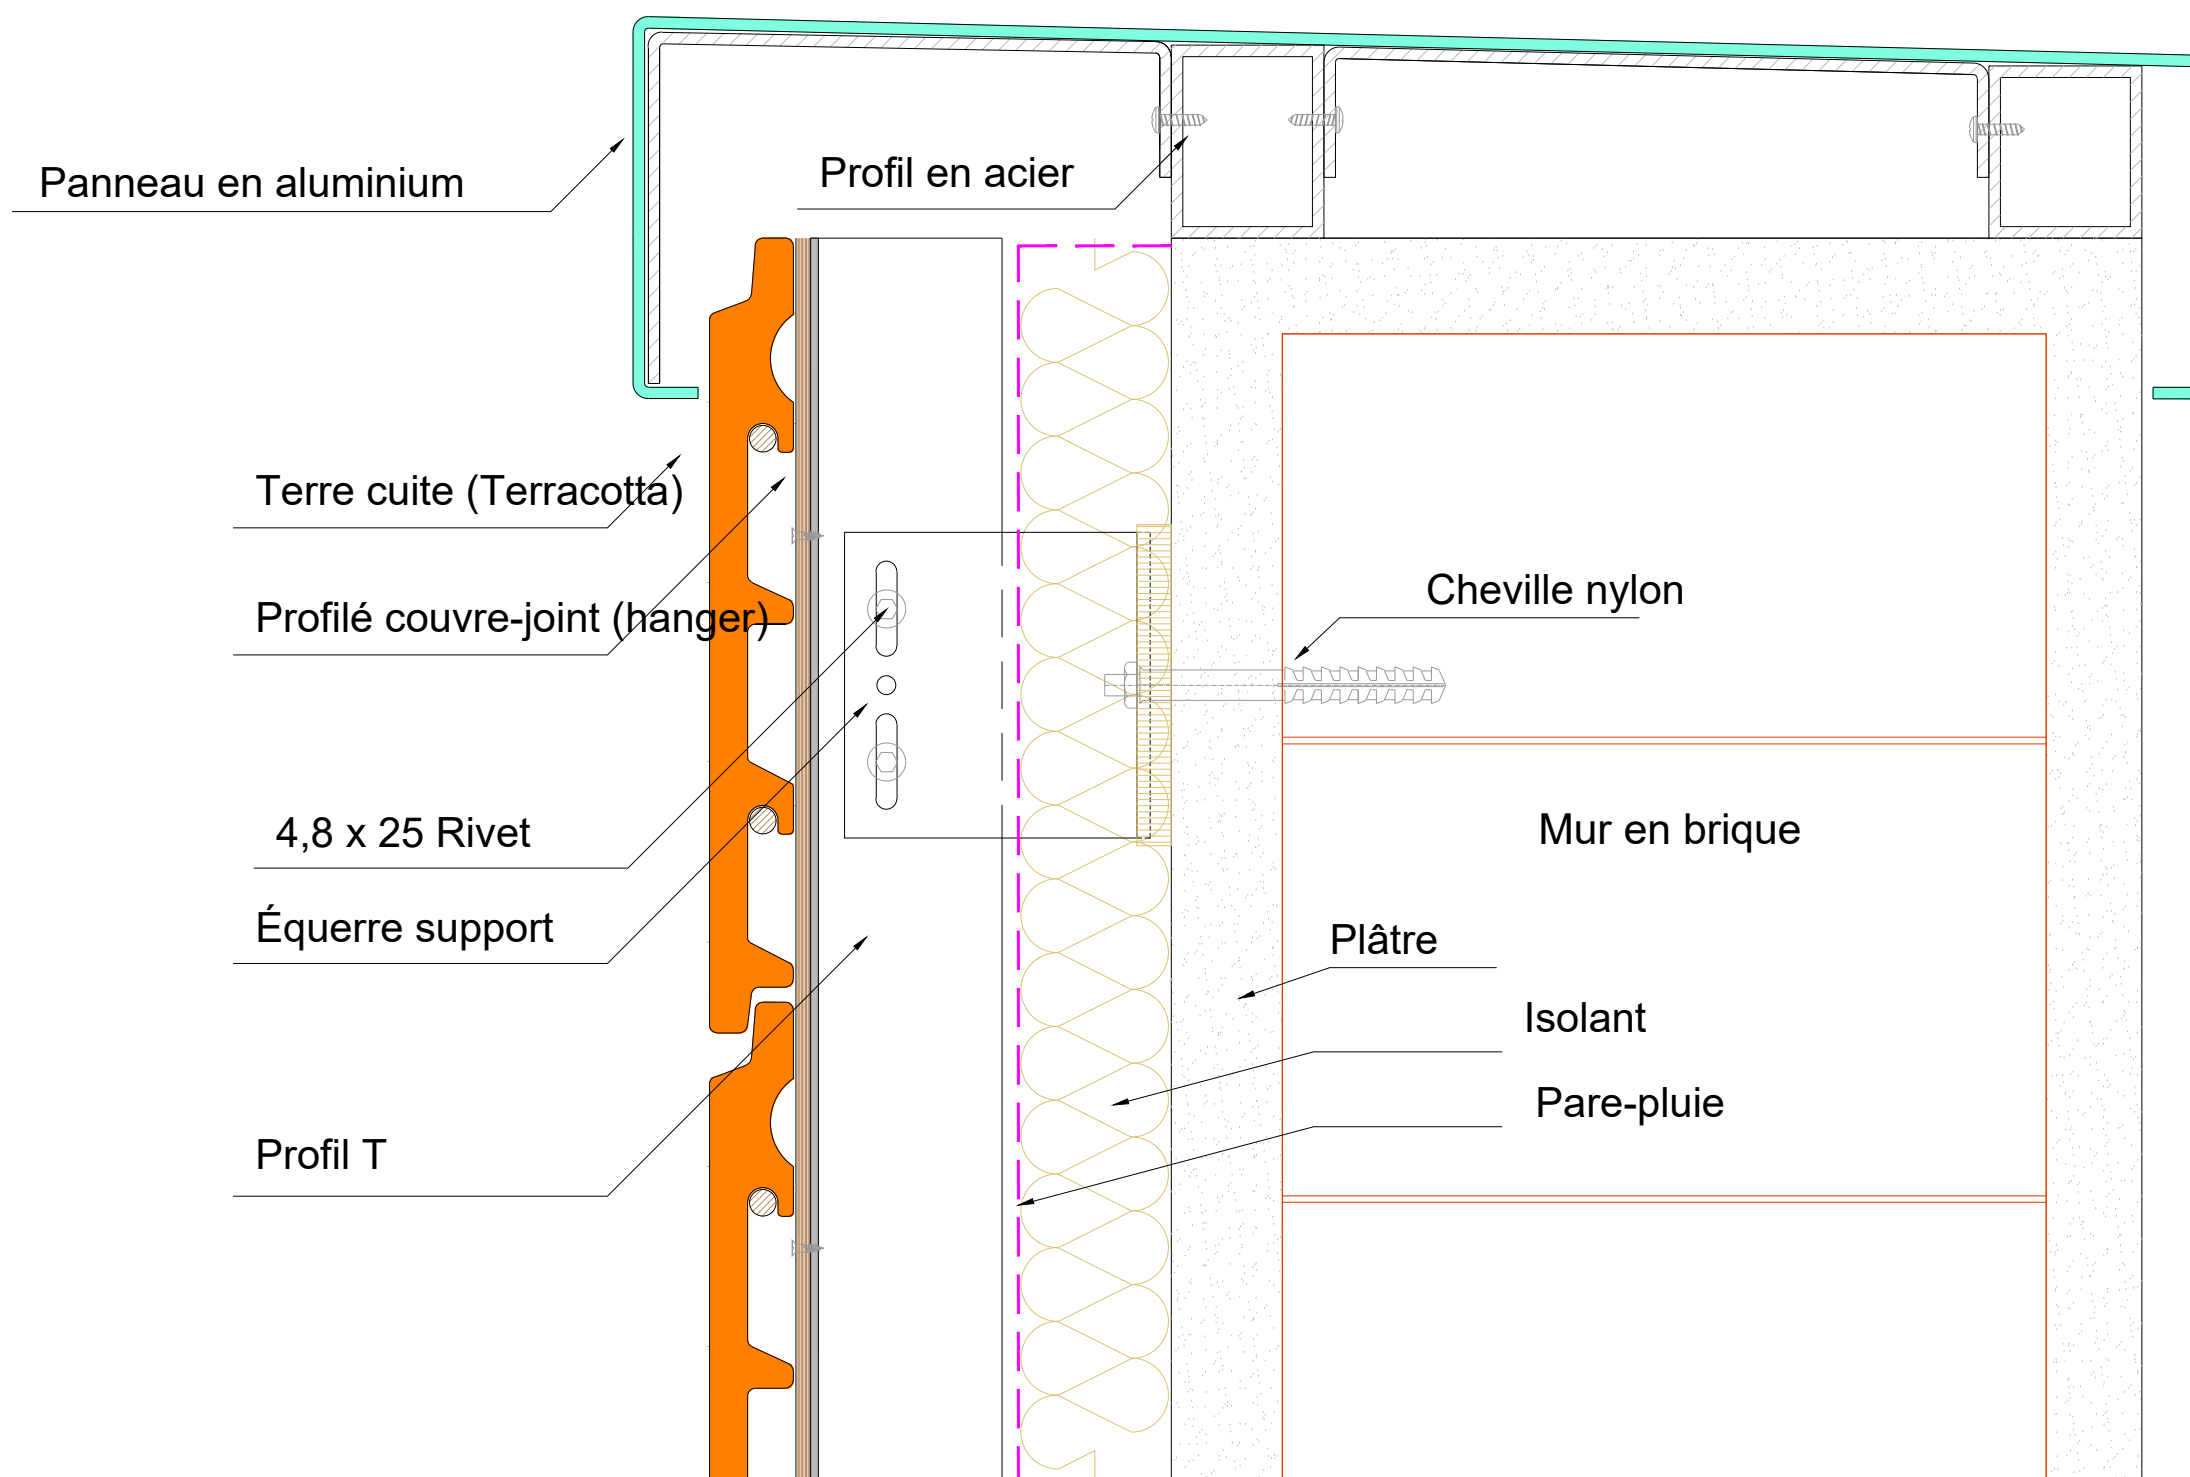 Panneau en aluminium
Profil en acier
Terre cuite (Terracotta)
Profilé couvre-joint (hanger)
Cheville nylon
4,8 x 25 Rivet
Mur en brique
Équerre support
Plâtre
Isolant
Pare-pluie
Profil T